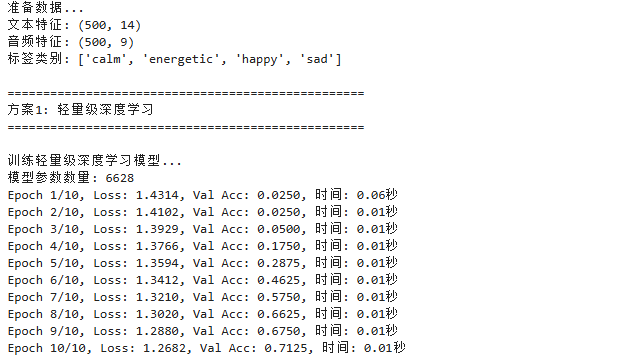 准备数据...
文本特征: (500, 14)
音频特征: (500, 9)
标签类别: ['calm', 'energetic', 'happy', 'sad']
==================================================
方案1: 轻量级深度学习
==================================================
训练轻量级深度学习模型...
模型参数数量: 6628
Epoch 1/10, Loss: 1.4314, Val Acc: 0.0250, 时间: 0.06秒
Epoch 2/10, Loss: 1.4102, Val Acc: 0.0250, 时间: 0.01秒
Epoch 3/10, Loss: 1.3929, Val Acc: 0.0500, 时间: 0.01秒
Epoch 4/10, Loss: 1.3766, Val Acc: 0.1750, 时间: 0.01秒
Epoch 5/10, Loss: 1.3594, Val Acc: 0.2875, 时间: 0.01秒
Epoch 6/10, Loss: 1.3412, Val Acc: 0.4625, 时间: 0.01秒
Epoch 7/10, Loss: 1.3210, Val Acc: 0.5750, 时间: 0.01秒
Epoch 8/10, Loss: 1.3020, Val Acc: 0.6625, 时间: 0.01秒
Epoch 9/10, Loss: 1.2880, Val Acc: 0.6750, 时间: 0.01秒
Epoch 10/10, Loss: 1.2682, Val Acc: 0.7125, 时间: 0.01秒